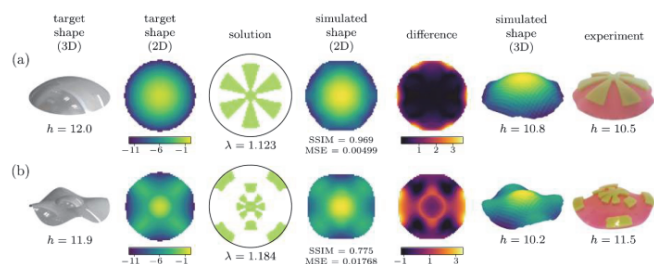 target shape (3D)
target shape (2D)
solution
simulated shape (2D)
difference
simulated shape (3D)
experiment
(a)
h = 12.0
−11 −6 −1
λ = 1.123
SSIM = 0.969
MSE = 0.00499
1 2 3
h = 10.8
h = 10.5
(b)
h = 11.9
−11 −6 −1
λ = 1.184
SSIM = 0.775
MSE = 0.01768
−1 1 3
h = 10.2
h = 11.5